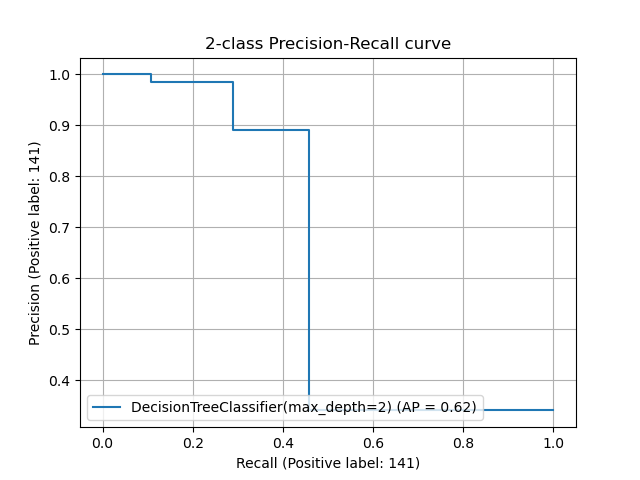 2-class Precision-Recall curve
1.0
0.9
0.8
0.7
0.6
0.5
0.4
Precision (Positive label: 141)
DecisionTreeClassifier(max_depth=2) (AP = 0.62)
0.0 0.2 0.4 0.6 0.8 1.0
Recall (Positive label: 141)